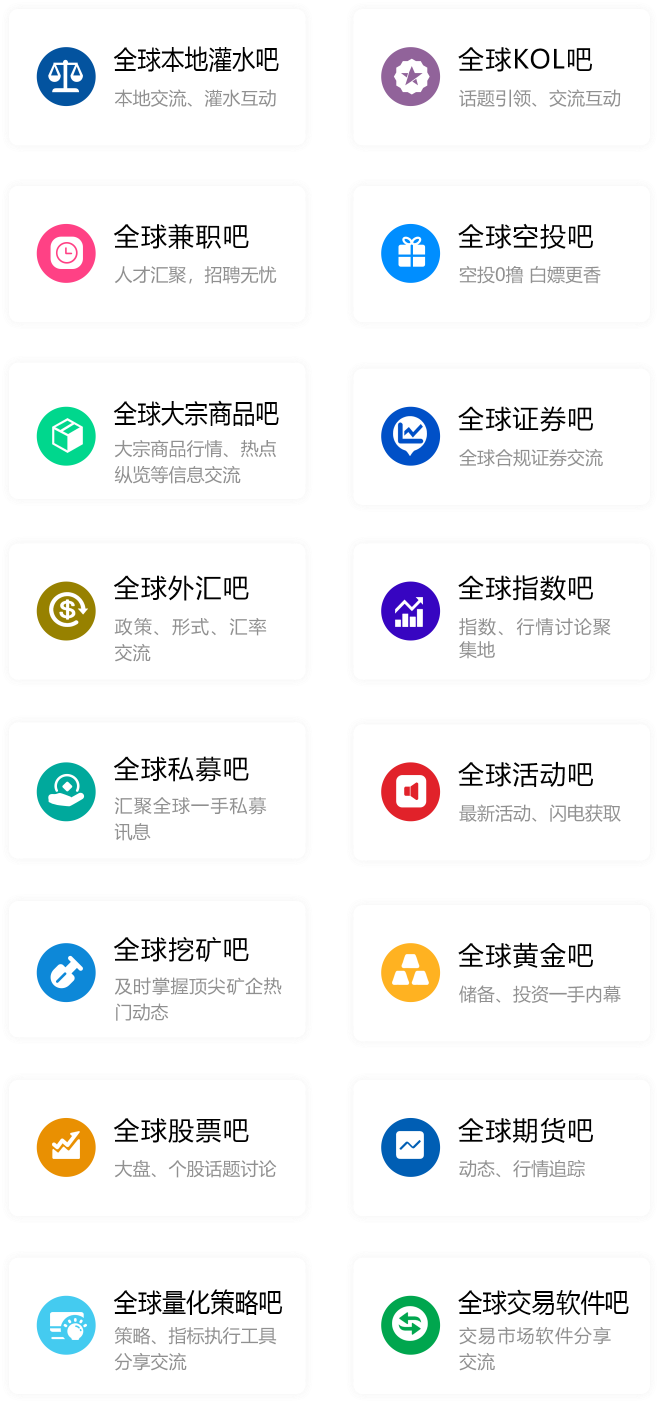 全球本地灌水吧
本地交流、灌水互动
全球KOL吧
话题引领、交流互动
全球兼职吧
人才汇聚，招聘无忧
全球空投吧
空投0撸 白嫖更香
全球大宗商品吧
大宗商品行情、热点
纵览等信息交流
全球证券吧
全球合规证券交流
全球外汇吧
政策、形式、汇率
交流
全球指数吧
指数、行情讨论聚
集地
全球私募吧
汇聚全球一手私募
讯息
全球活动吧
最新活动、闪电获取
全球挖矿吧
及时掌握顶尖矿企热
门动态
全球黄金吧
储备、投资一手内幕
全球股票吧
大盘、个股话题讨论
全球期货吧
动态、行情追踪
全球量化策略吧
策略、指标执行工具
分享交流
全球交易软件吧
交易市场软件分享
交流